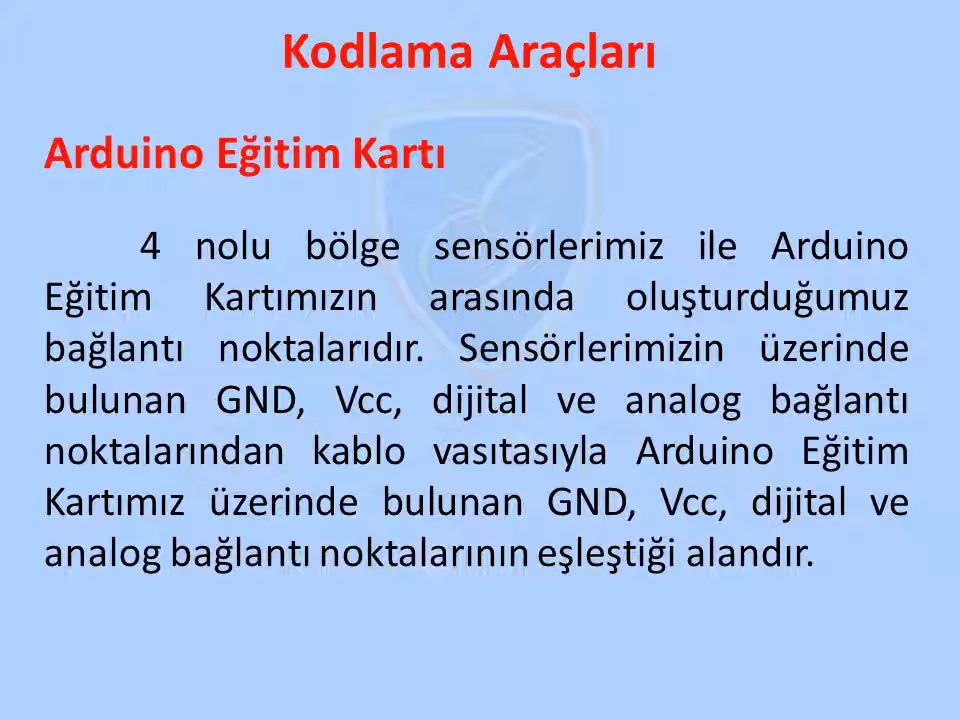 Kodlama Araçları
Arduino Eğitim Kartı
4 nolu bölge sensörlerimiz ile Arduino
Eğitim Kartımızın arasında oluşturduğumuz
bağlantı noktalarıdır. Sensörlerimizin üzerinde
bulunan GND, Vcc, dijital ve analog bağlantı
noktalarından kablo vasıtasıyla Arduino Eğitim
Kartımız üzerinde bulunan GND, Vcc, dijital ve
analog bağlantı noktalarının eşleştiği alandır.